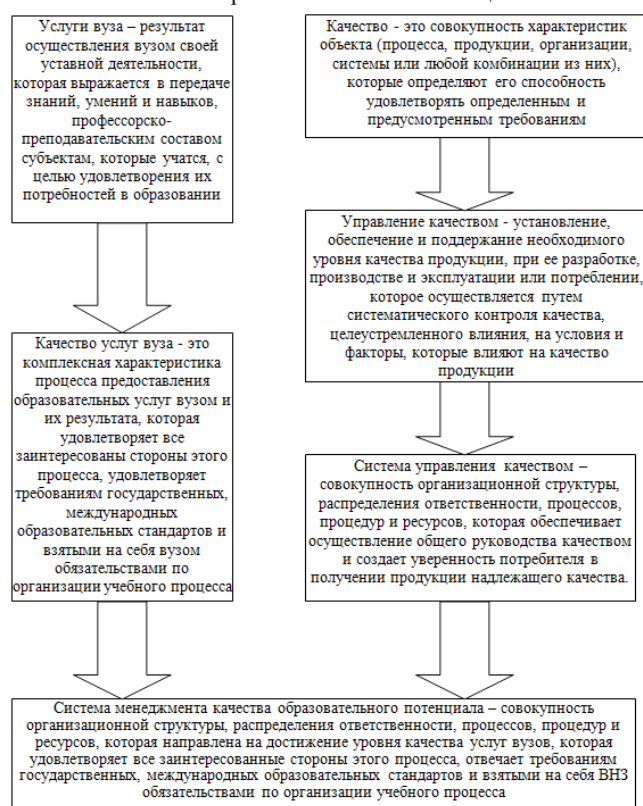 Услуги вуза – результат
осуществления вузом своей
уставной деятельности,
которая выражается в передаче
знаний, умений и навыков,
профессорско-
преподавательским составом
субъектам, которые учатся, с
целью удовлетворения их
потребностей в образовании
Качество услуг вуза - это
комплексная характеристика
процесса предоставления
образовательных услуг вузом и
их результата, которая
удовлетворяет все
заинтересованы стороны этого
процесса, удовлетворяет
требованиям государственных,
международных
образовательных стандартов и
взятыми на себя вузом
обязательствами по
организации учебного процесса
Качество - это совокупность характеристик
объекта (процесса, продукции, организации,
системы или любой комбинации из них),
которые определяют его способность
удовлетворять определенным и
предусмотренным требованиям
Управление качеством - установление,
обеспечение и поддержание необходимого
уровня качества продукции, при ее разработке,
производстве и эксплуатации или потреблении,
которое осуществляется путем
систематического контроля качества,
целеустремленного влияния, на условия и
факторы, которые влияют на качество
продукции
Система управления качеством –
совокупность организационной структуры,
распределения ответственности, процессов,
процедур и ресурсов, которая обеспечивает
осуществление общего руководства качеством
и создает уверенность потребителя в
получении продукции надлежащего качества.
Система менеджмента качества образовательного потенциала – совокупность
организационной структуры, распределения ответственности, процессов, процедур и
ресурсов, которая направлена на достижение уровня качества услуг вузов, которая
удовлетворяет все заинтересованные стороны этого процесса, отвечает требованиям
государственных, международных образовательных стандартов и взятыми на себя ВНЗ
обязательствами по организации учебного процесса